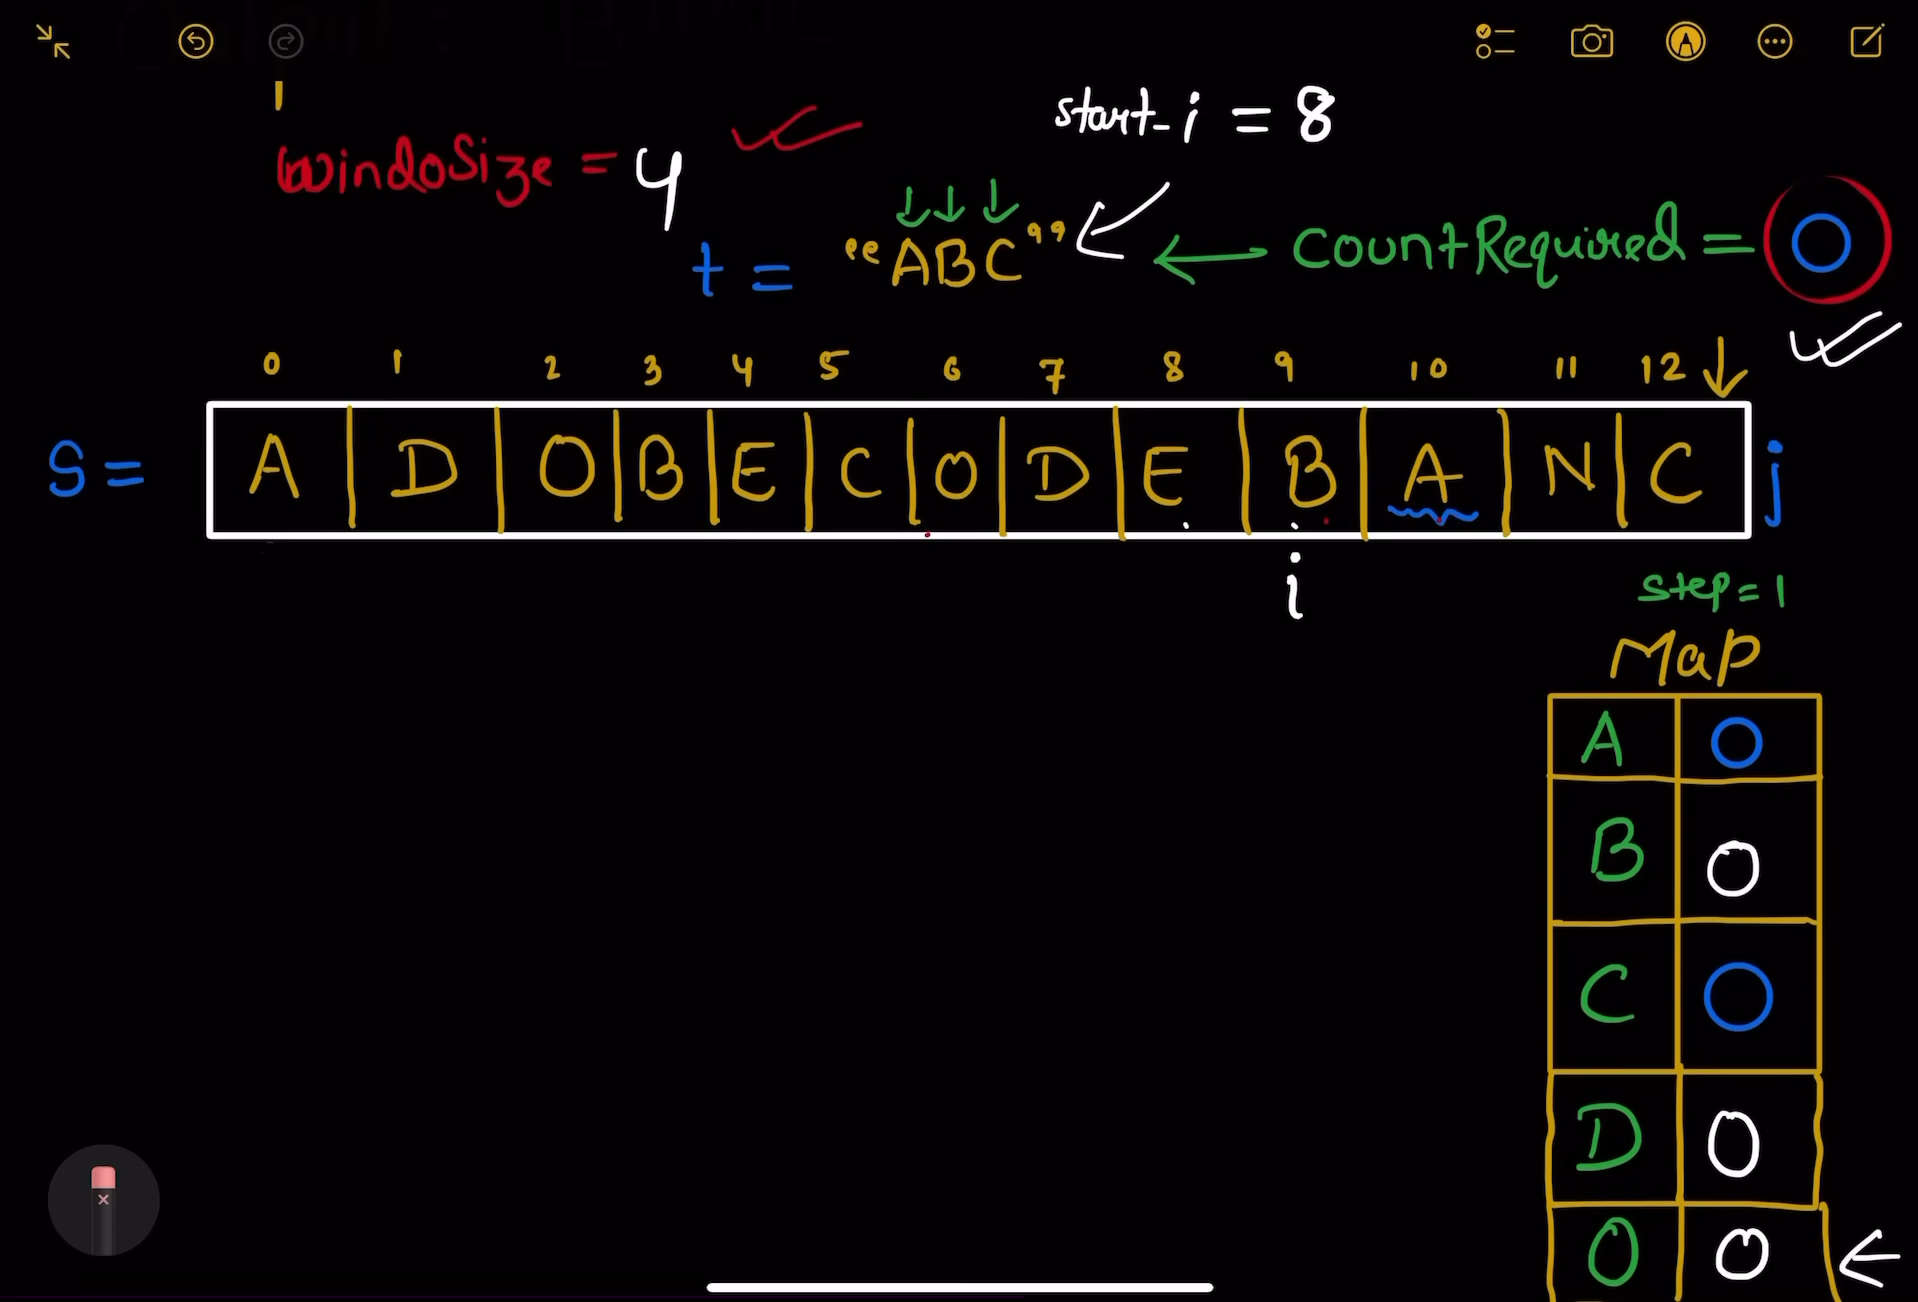 start_i = 8
windoSize = 4
t = "ABC" ← CountRequired = 0
0 1 2 3 4 5 6 7 8 9 10 11 12
S = A D O B E C O D E B A N C j
i
step = 1
Map
A 0
B 0
C 0
D 0
O 0